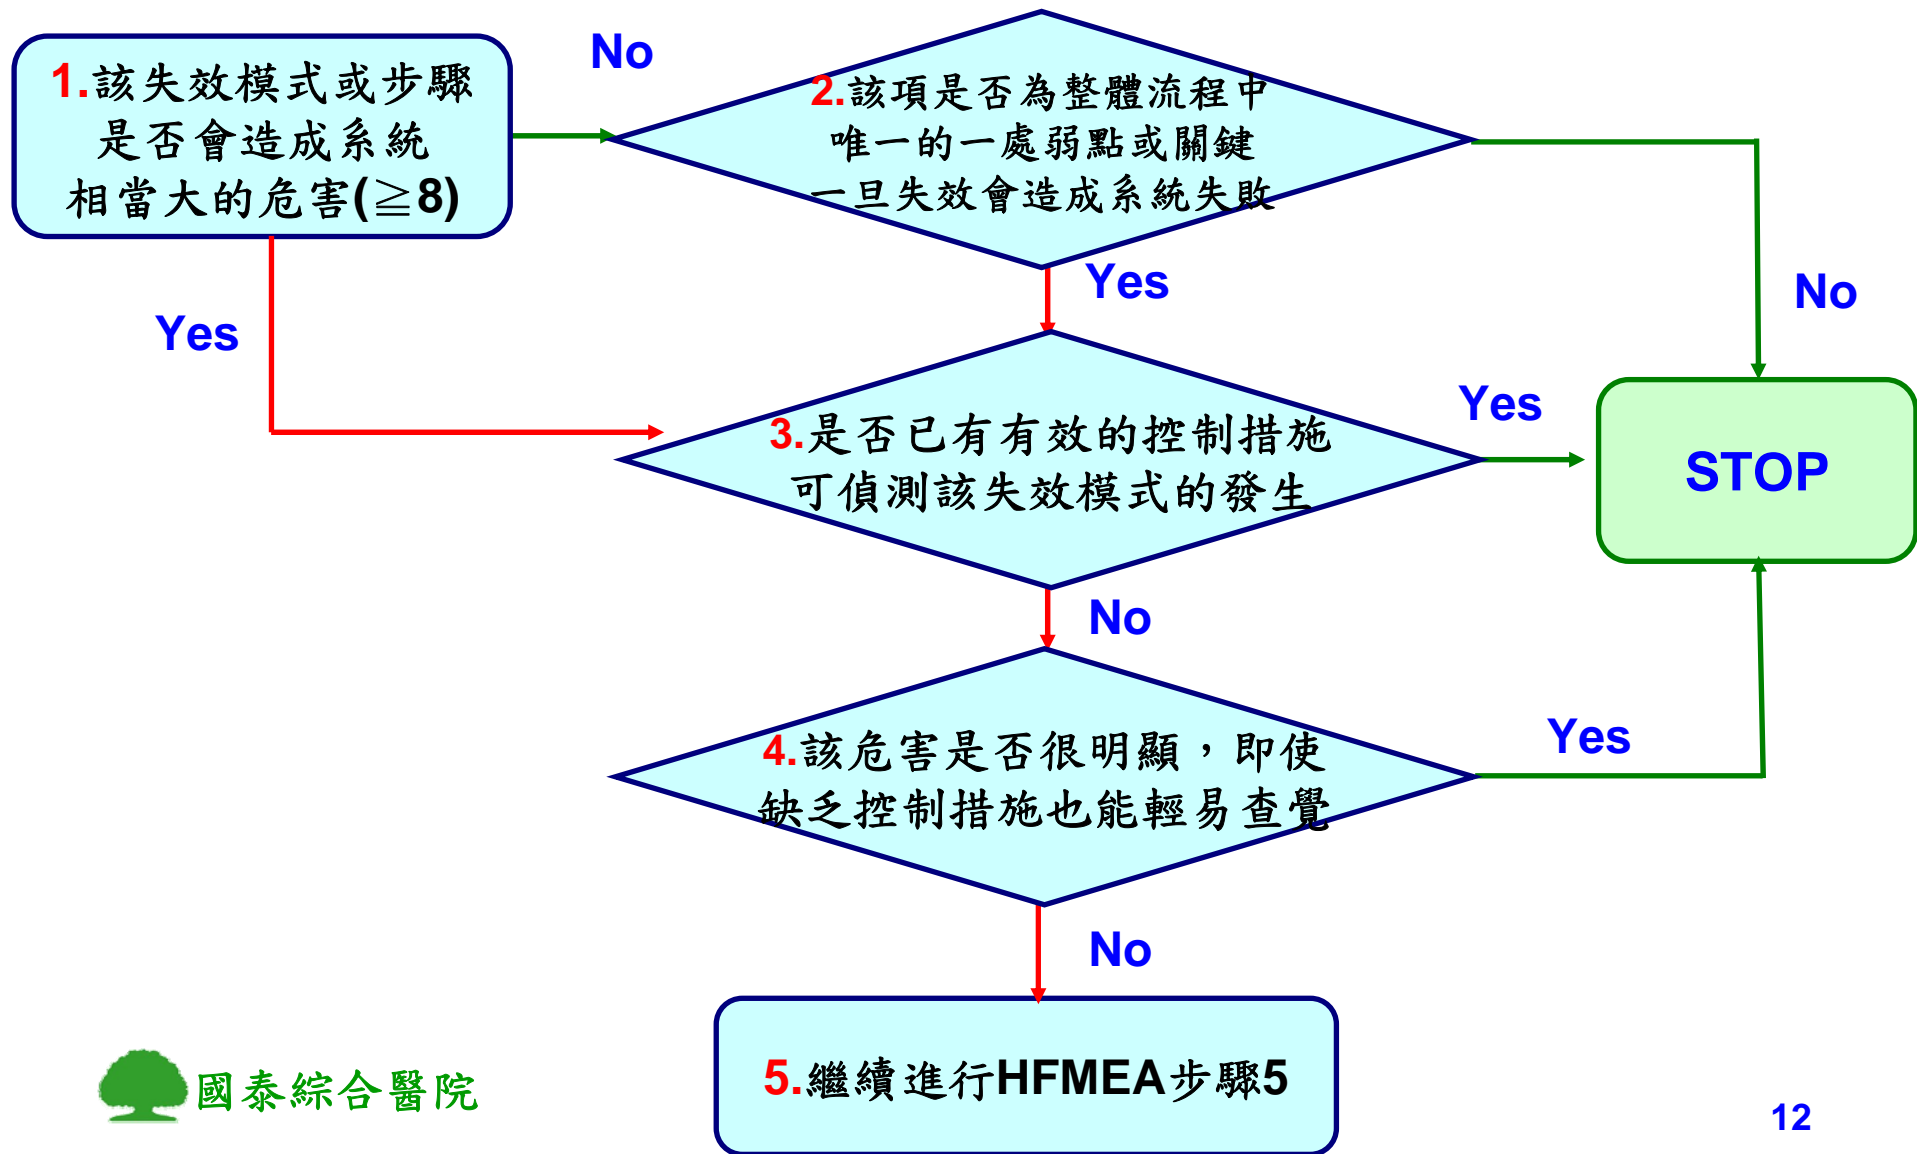 1.該失效模式或步驟
是否會造成系統
相當大的危害(≧8)
No
2.該項是否為整體流程中
唯一的一處弱點或關鍵
一旦失效會造成系統失敗
Yes
No
Yes
3.是否已有有效的控制措施
可偵測該失效模式的發生
Yes
STOP
No
4.該危害是否很明顯，即使
缺乏控制措施也能輕易查覺
Yes
No
5.繼續進行HFMEA步驟5
國泰綜合醫院
12